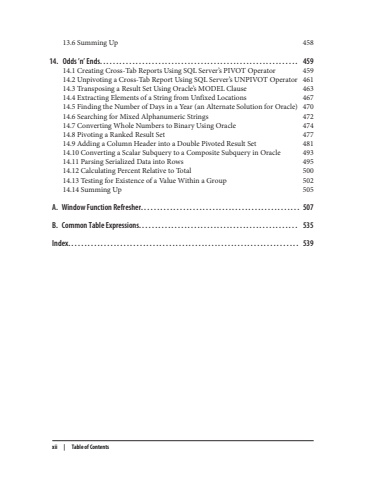 13.6 Summing Up 458
14. Odds 'n' Ends. . . . . . . . . . . . . . . . . . . . . . . . . . . . . . . . . . . . . . . . . . . . . . . . . . . . . . . . . . . 459
14.1 Creating Cross-Tab Reports Using SQL Server's PIVOT Operator 459
14.2 Unpivoting a Cross-Tab Report Using SQL Server's UNPIVOT Operator 461
14.3 Transposing a Result Set Using Oracle's MODEL Clause 463
14.4 Extracting Elements of a String from Unfixed Locations 467
14.5 Finding the Number of Days in a Year (an Alternate Solution for Oracle) 470
14.6 Searching for Mixed Alphanumeric Strings 472
14.7 Converting Whole Numbers to Binary Using Oracle 474
14.8 Pivoting a Ranked Result Set 477
14.9 Adding a Column Header into a Double Pivoted Result Set 481
14.10 Converting a Scalar Subquery to a Composite Subquery in Oracle 493
14.11 Parsing Serialized Data into Rows 495
14.12 Calculating Percent Relative to Total 500
14.13 Testing for Existence of a Value Within a Group 502
14.14 Summing Up 505
A. Window Function Refresher. . . . . . . . . . . . . . . . . . . . . . . . . . . . . . . . . . . . . . . . . . . . . . . 507
B. Common Table Expressions. . . . . . . . . . . . . . . . . . . . . . . . . . . . . . . . . . . . . . . . . . . . . . . 535
Index. . . . . . . . . . . . . . . . . . . . . . . . . . . . . . . . . . . . . . . . . . . . . . . . . . . . . . . . . . . . . . . . . . . 539
xii | Table of Contents